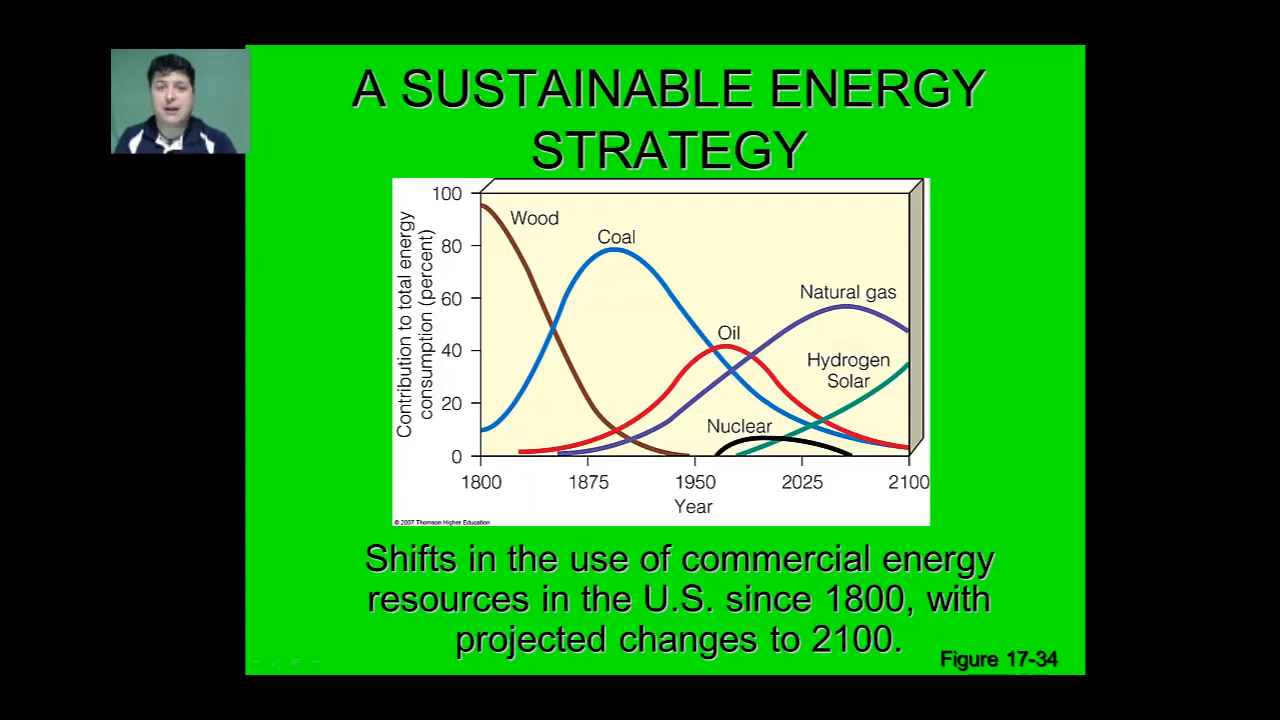 A SUSTAINABLE ENERGY
STRATEGY
Contribution to total energy
consumption (percent)
100
80
60
40
20
0
Wood
Coal
Oil
Natural gas
Hydrogen
Solar
Nuclear
1800 1875 1950 2025 2100
Year
© 2007 Thomson Higher Education
Shifts in the use of commercial energy
resources in the U.S. since 1800, with
projected changes to 2100.
Figure 17-34